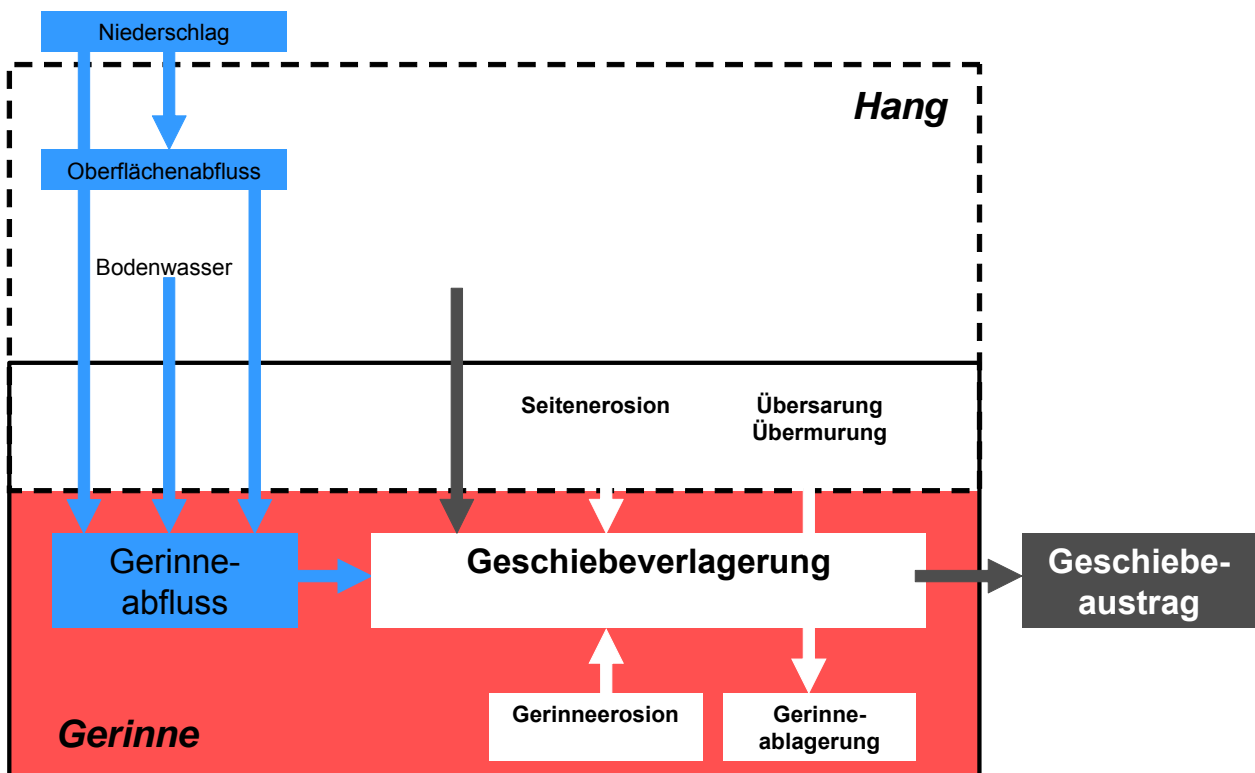 Niederschlag
Hang
Oberflächenabfluss
Bodenwasser
Seitenerosion
Übersarung
Übermurung
Gerinne-
abfluss
Geschiebeverlagerung
Geschiebe-
austrag
Gerinneerosion
Gerinne-
ablagerung
Gerinne